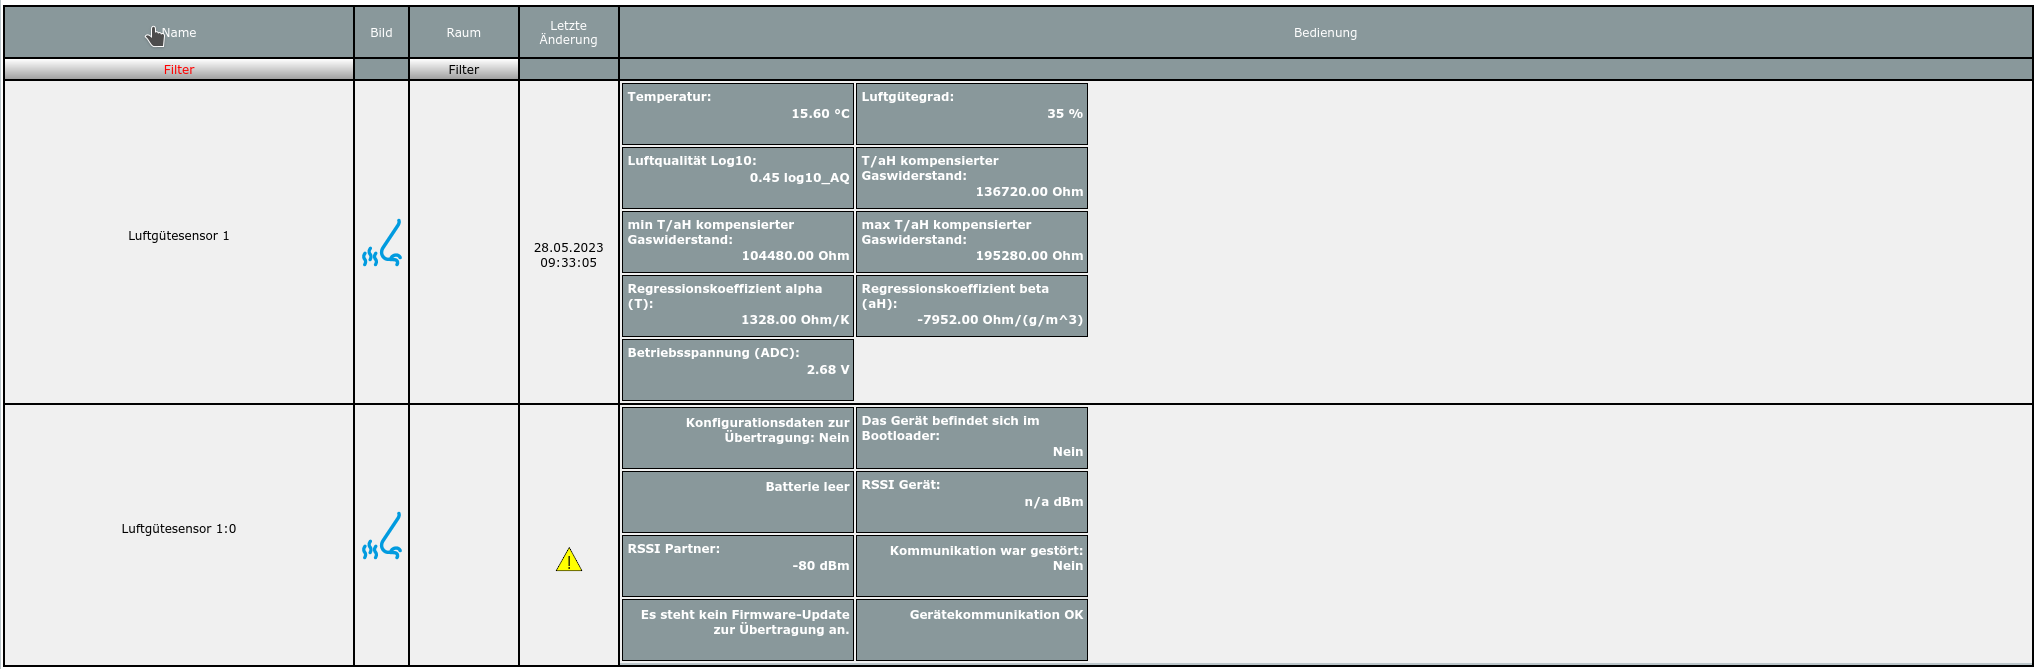 Name
Bild
Raum
Letzte
Änderung
Bedienung
Filter
Filter
Luftgütesensor 1
28.05.2023
09:33:05
Temperatur:
15.60 °C
Luftgütegrad:
35 %
Luftqualität Log10:
0.45 log10_AQ
T/aH kompensierter
Gaswiderstand:
136720.00 Ohm
min T/aH kompensierter
Gaswiderstand:
104480.00 Ohm
max T/aH kompensierter
Gaswiderstand:
195280.00 Ohm
Regressionskoeffizient alpha
(T):
1328.00 Ohm/K
Regressionskoeffizient beta
(aH):
-7952.00 Ohm/(g/m^3)
Betriebsspannung (ADC):
2.68 V
Luftgütesensor 1:0
Konfigurationsdaten zur
Übertragung: Nein
Das Gerät befindet sich im
Bootloader:
Nein
Batterie leer
RSSI Gerät:
n/a dBm
RSSI Partner:
-80 dBm
Kommunikation war gestört:
Nein
Es steht kein Firmware-Update
zur Übertragung an.
Gerätekommunikation OK